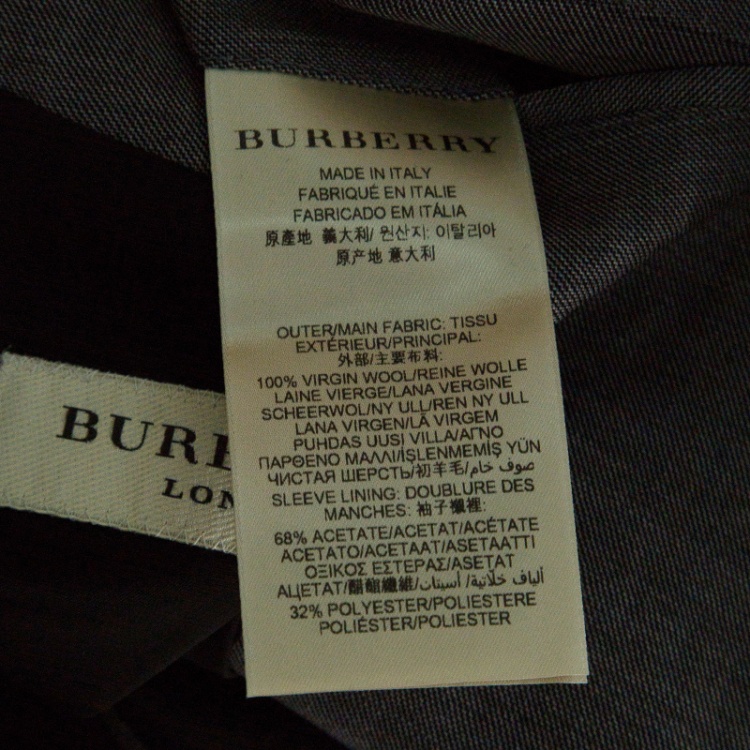 BURBERRY
MADE IN ITALY
FABRIQUÉ EN ITALIE
FABRICADO EM ITÁLIA
原產地 義大利/ 원산지: 이탈리아
原产地 意大利
OUTER/MAIN FABRIC: TISSU
EXTÉRIEUR/PRINCIPAL:
外部/主要布料:
100% VIRGIN WOOL/REINE WOLLE
LAINE VIERGE/LANA VERGINE
SCHEERWOL/NY ULL/REN NY ULL
LANA VIRGEN/LÃ VIRGEM
PUHDAS UUSI VILLA/ΑΓΝΟ
ΠΑΡΘΕΝΟ ΜΑΛΛΙ/İŞLENMEMİŞ YÜN
ЧИСТАЯ ШЕРСТЬ/初羊毛/صوف خام
SLEEVE LINING: DOUBLURE DES
MANCHES: 袖子襯裡:
68% ACETATE/ACETAT/ACÉTATE
ACETATO/ACETAAT/ASETAATTI
ΟΞΙΚΟΣ ΕΣΤΕΡΑΣ/ASETAT
АЦЕТАТ/醋酯纖維/ألياف خلاتية/ أسيتات
32% POLYESTER/POLIESTERE
POLIÉSTER/POLIESTER
BURB
LON